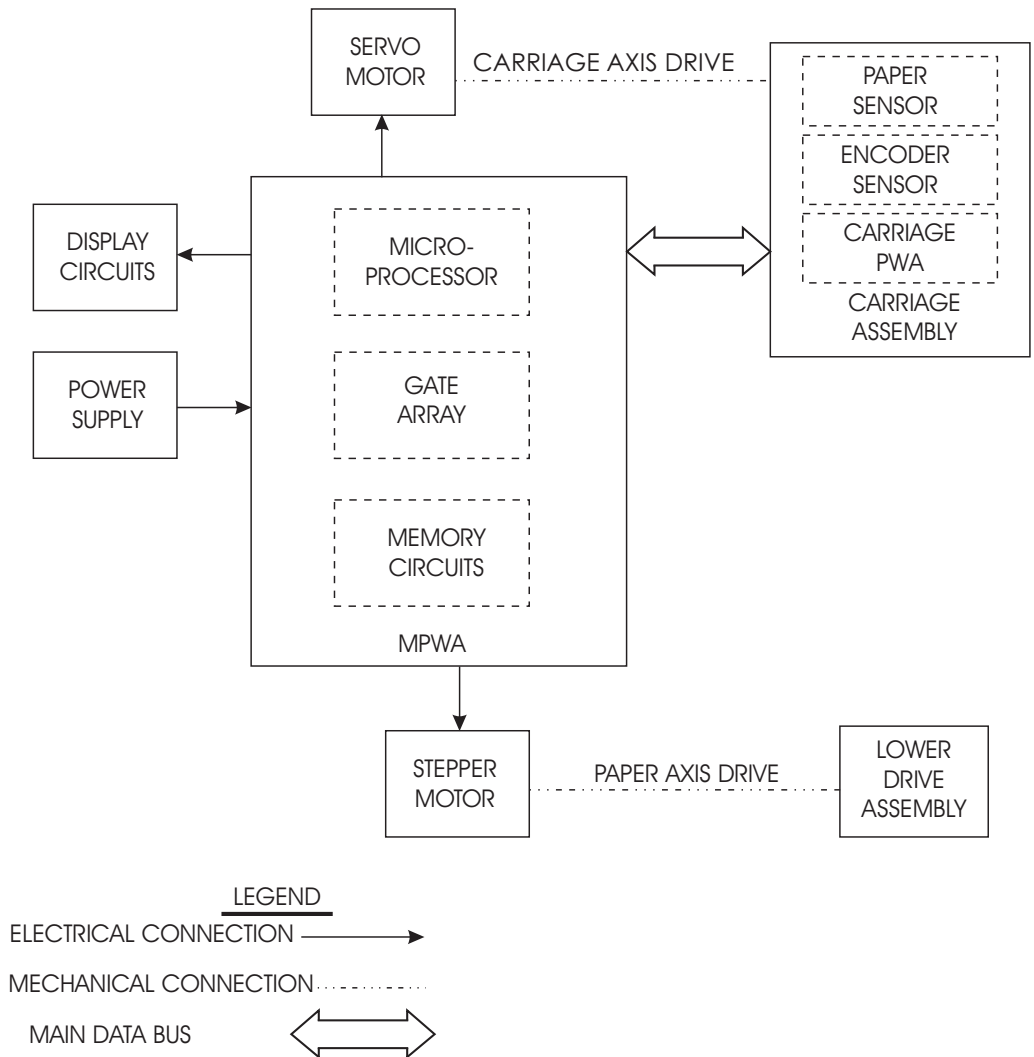 SERVO
MOTOR
CARRIAGE AXIS DRIVE
PAPER
SENSOR
ENCODER
SENSOR
CARRIAGE
PWA
CARRIAGE
ASSEMBLY
DISPLAY
CIRCUITS
MICRO-
PROCESSOR
POWER
SUPPLY
GATE
ARRAY
MEMORY
CIRCUITS
MPWA
STEPPER
MOTOR
PAPER AXIS DRIVE
LOWER
DRIVE
ASSEMBLY
LEGEND
ELECTRICAL CONNECTION
MECHANICAL CONNECTION
MAIN DATA BUS